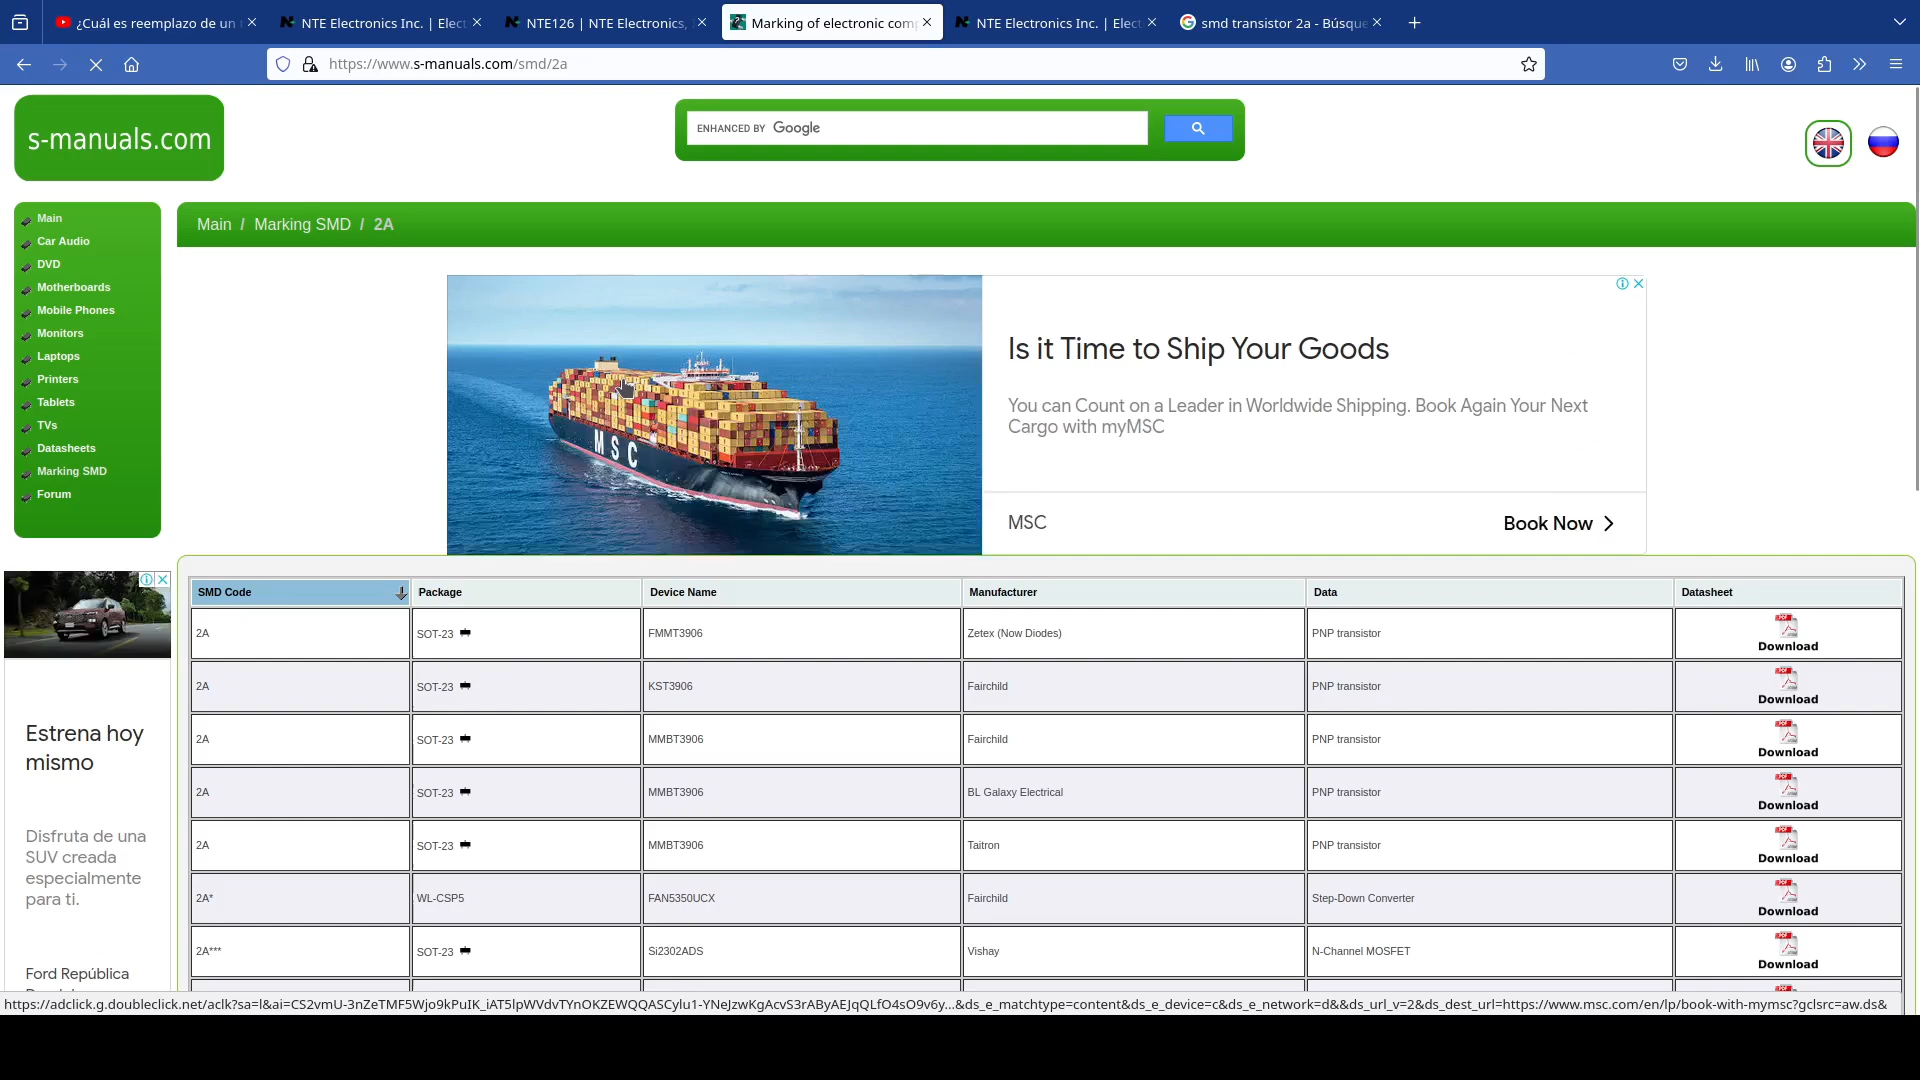 ¿Cuál es reemplazo de un
NTE Electronics Inc. | Elect
NTE126 | NTE Electronics,
Marking of electronic com
NTE Electronics Inc. | Elect
smd transistor 2a - Búsque
https://www.s-manuals.com/smd/2a
s-manuals.com
ENHANCED BY Google
Main
Car Audio
DVD
Motherboards
Mobile Phones
Monitors
Laptops
Printers
Tablets
TVs
Datasheets
Marking SMD
Forum
Main / Marking SMD / 2A
MSC
Is it Time to Ship Your Goods
You can Count on a Leader in Worldwide Shipping. Book Again Your Next
Cargo with myMSC
MSC
Book Now
Estrena hoy
mismo
Disfruta de una
SUV creada
especialmente
para ti.
Ford República
SMD Code Package Device Name Manufacturer Data Datasheet
2A SOT-23 FMMT3906 Zetex (Now Diodes) PNP transistor PDF Download
2A SOT-23 KST3906 Fairchild PNP transistor PDF Download
2A SOT-23 MMBT3906 Fairchild PNP transistor PDF Download
2A SOT-23 MMBT3906 BL Galaxy Electrical PNP transistor PDF Download
2A SOT-23 MMBT3906 Taitron PNP transistor PDF Download
2A* WL-CSP5 FAN5350UCX Fairchild Step-Down Converter PDF Download
2A*** SOT-23 Si2302ADS Vishay N-Channel MOSFET PDF Download
https://adclick.g.doubleclick.net/aclk?sa=l&ai=CS2vmU-3nZeTMF5Wjo9kPuIK_iAT5lpWVdvTYnOKZEWQQASCylu1-YNeJzwKgAcvS3rAByAEJqQLfO4sO9v6y…&ds_e_matchtype=content&ds_e_device=c&ds_e_network=d&&ds_url_v=2&ds_dest_url=https://www.msc.com/en/lp/book-with-mymsc?gclsrc=aw.ds&